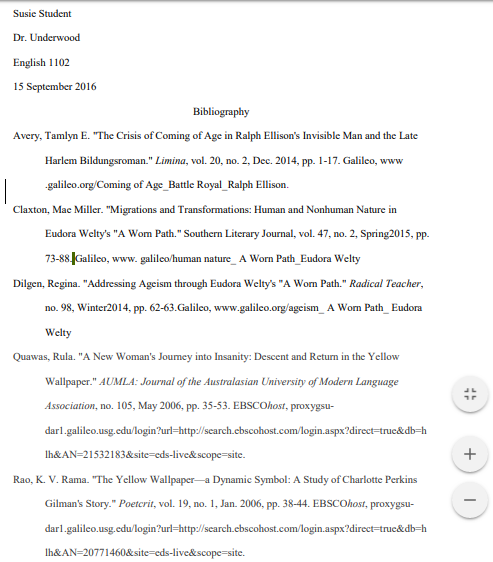 Susie Student
Dr. Underwood
English 1102
15 September 2016
Bibliography
Avery, Tamlyn E. "The Crisis of Coming of Age in Ralph Ellison's Invisible Man and the Late
Harlem Bildungsroman." Limina, vol. 20, no. 2, Dec. 2014, pp. 1-17. Galileo, www
.galileo.org/Coming of Age_Battle Royal_Ralph Ellison.
Claxton, Mae Miller. "Migrations and Transformations: Human and Nonhuman Nature in
Eudora Welty's "A Worn Path." Southern Literary Journal, vol. 47, no. 2, Spring2015, pp.
73-88. Galileo, www. galileo/human nature_ A Worn Path_Eudora Welty
Dilgen, Regina. "Addressing Ageism through Eudora Welty's "A Worn Path." Radical Teacher,
no. 98, Winter2014, pp. 62-63.Galileo, www.galileo.org/ageism_ A Worn Path_ Eudora
Welty
Quawas, Rula. "A New Woman's Journey into Insanity: Descent and Return in the Yellow
Wallpaper." AUMLA: Journal of the Australasian University of Modern Language
Association, no. 105, May 2006, pp. 35-53. EBSCOhost, proxygsu-
dar1.galileo.usg.edu/login?url=http://search.ebscohost.com/login.aspx?direct=true&db=h
lh&AN=21532183&site=eds-live&scope=site.
Rao, K. V. Rama. "The Yellow Wallpaper—a Dynamic Symbol: A Study of Charlotte Perkins
Gilman's Story." Poetcrit, vol. 19, no. 1, Jan. 2006, pp. 38-44. EBSCOhost, proxygsu-
dar1.galileo.usg.edu/login?url=http://search.ebscohost.com/login.aspx?direct=true&db=h
lh&AN=20771460&site=eds-live&scope=site.